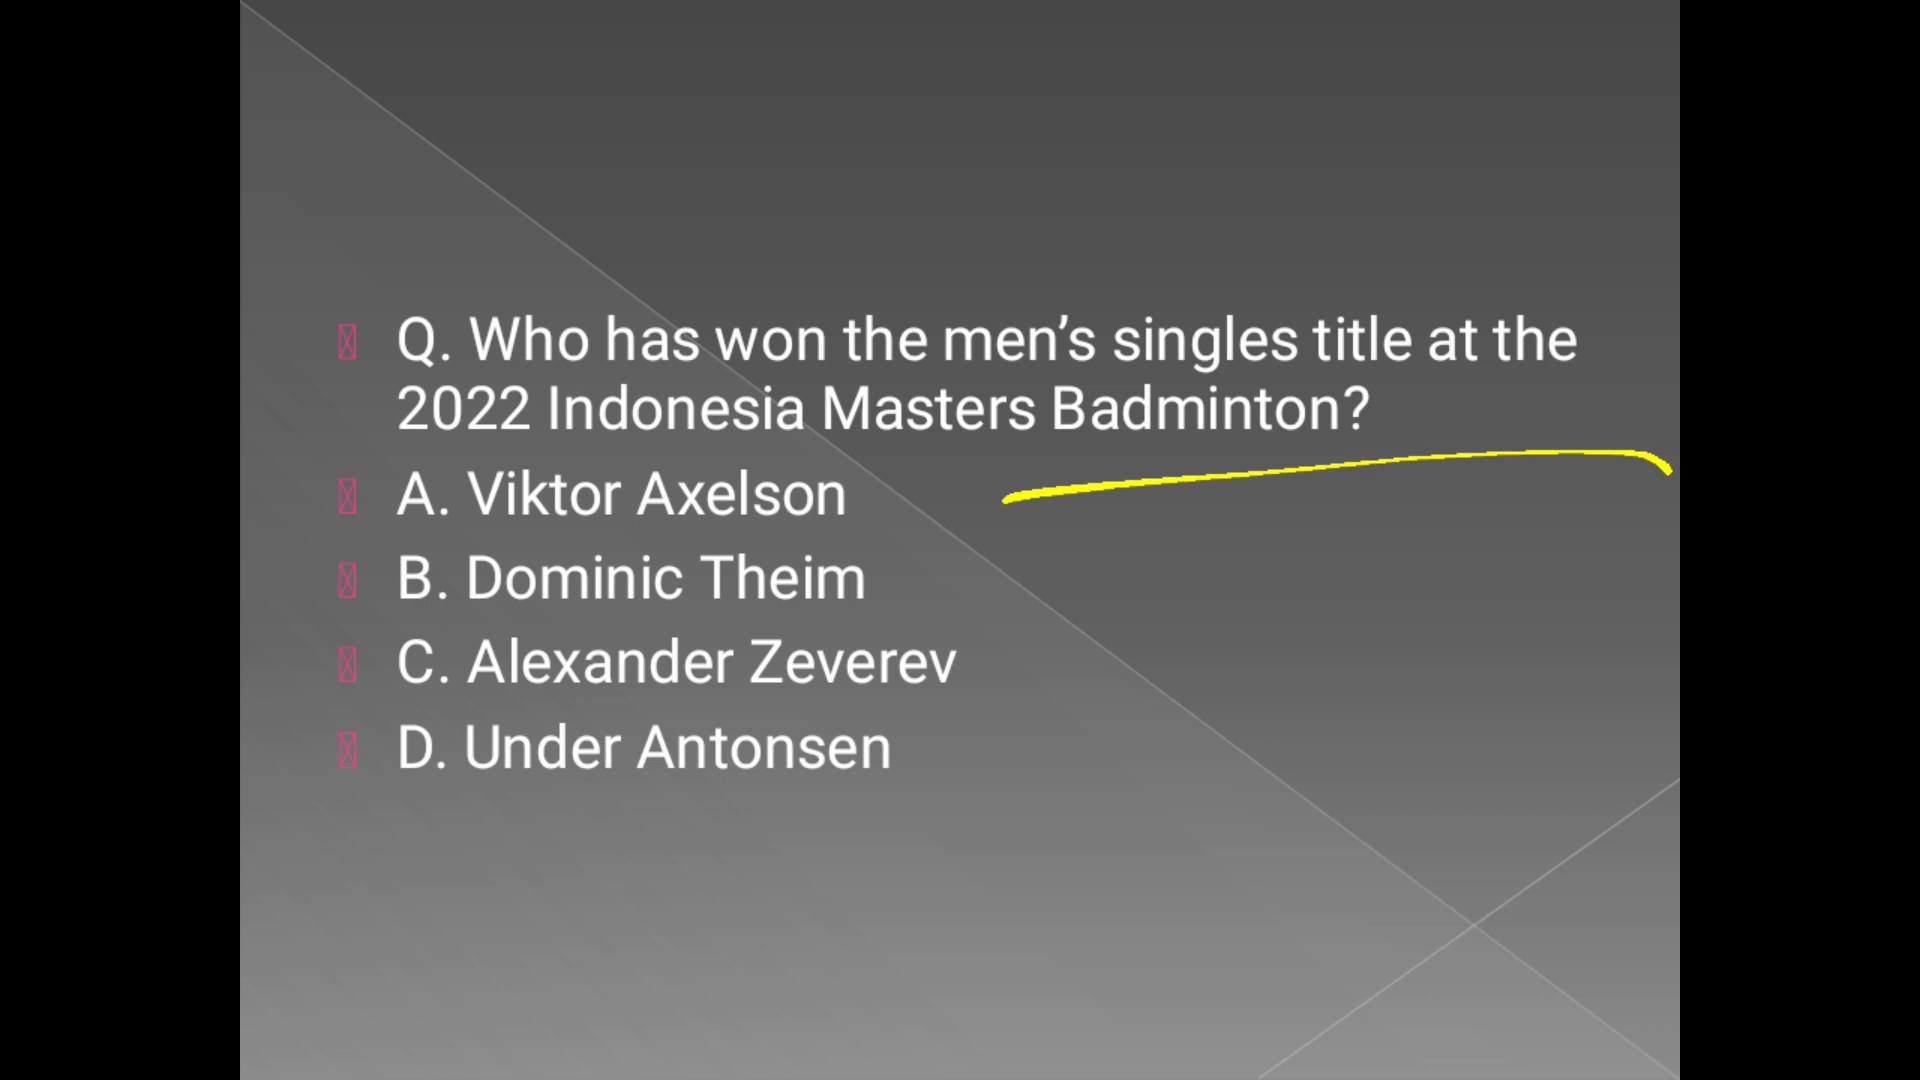 Q. Who has won the men’s singles title at the
2022 Indonesia Masters Badminton?
A. Viktor Axelson
B. Dominic Theim
C. Alexander Zeverev
D. Under Antonsen